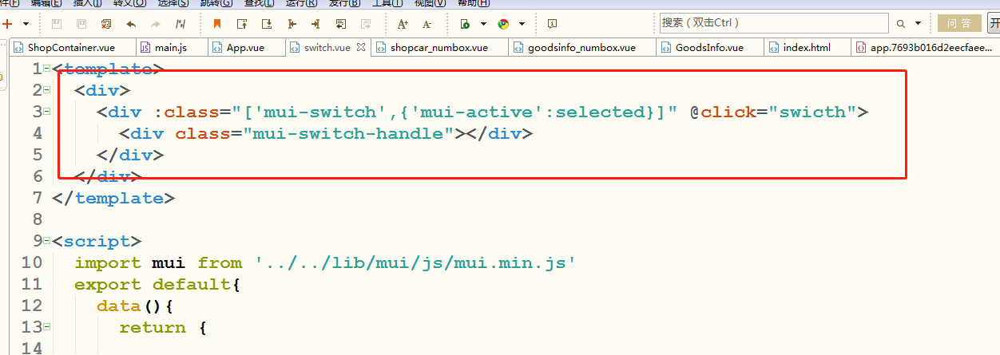 件(F) 编辑(E) 插入(I) 转义(O) 选择(S) 跳转(G) 查找(L) 运行(R) 发行(B) 工具(T) 视图(V) 帮助(H)
A+ A- 搜索（双击Ctrl） 问 答 开
ShopContainer.vue main.js App.vue switch.vue shopcar_numbox.vue goodsinfo_numbox.vue GoodsInfo.vue index.html app.7693b016d2eecfaee...
1 <template>
2 <div>
3 <div :class="['mui-switch',{'mui-active':selected}]" @click="swicth">
4 <div class="mui-switch-handle"></div>
5 </div>
6 </div>
7 </template>
8
9 <script>
10 import mui from '../../lib/mui/js/mui.min.js'
11 export default{
12 data(){
13 return {
14